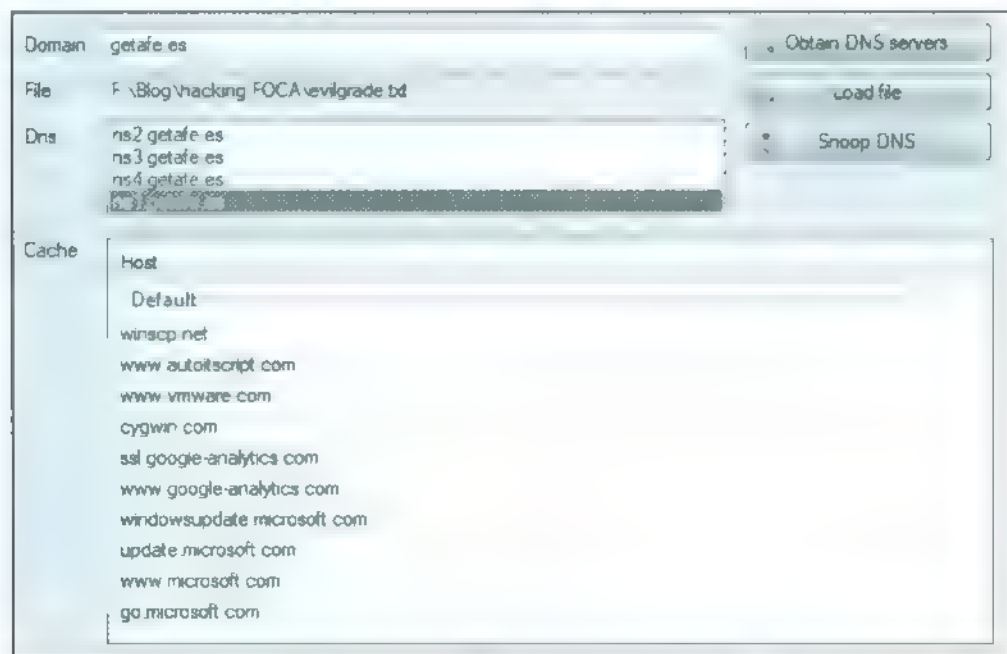 Domain getafe es Obtain DNS servers
File F \Blog\hacking FOCA\evilgrade.txt Load file
Dns ns2 getafe es Snoop DNS
ns3 getafe es
ns4 getafe es
Cache Host
Default
winscp net
www autoitscript com
www vmware com
cygwin com
ssl google-analytics com
www google-analytics com
windowsupdate microsoft com
update.microsoft com
www microsoft com
go.microsoft com